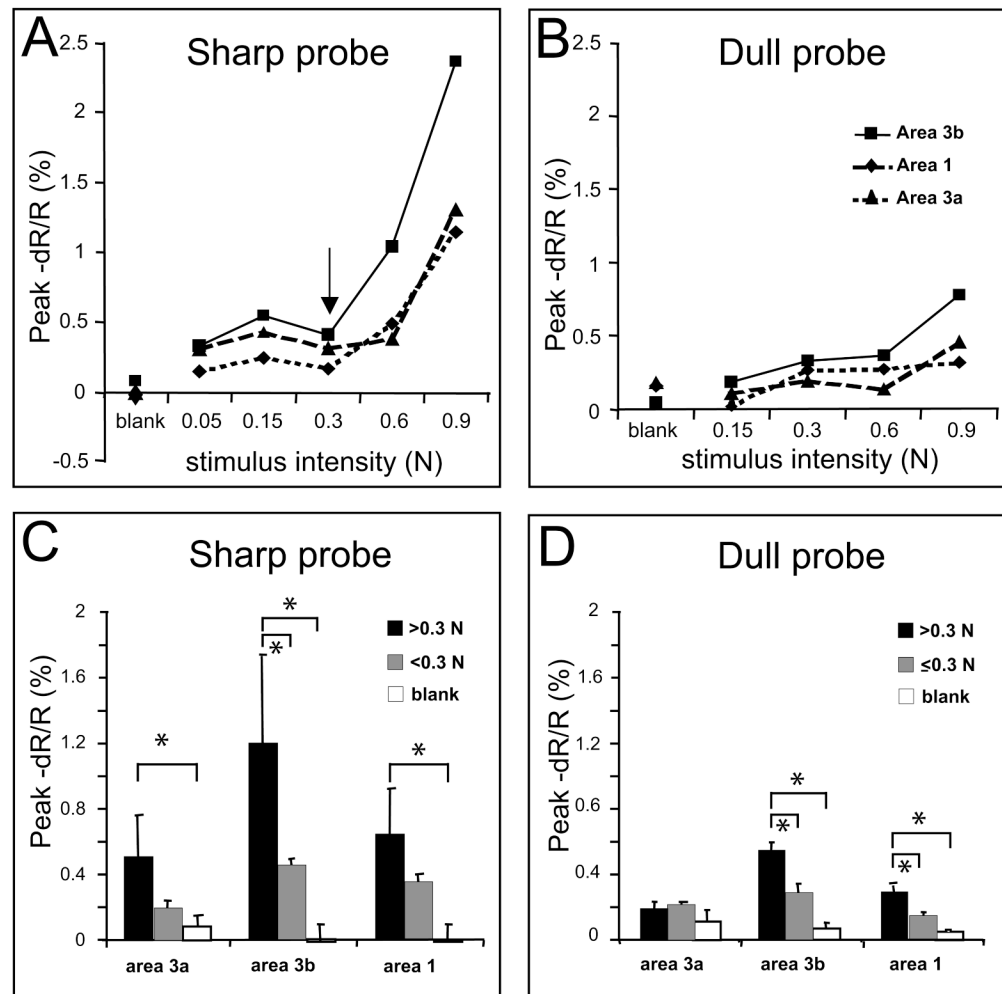 A
Sharp probe
Peak -dR/R (%)
2.5
2
1.5
1
0.5
0
-0.5
blank 0.05 0.15 0.3 0.6 0.9
stimulus intensity (N)
B
Dull probe
Peak -dR/R (%)
2.5
2
1.5
1
0.5
0
Area 3b
Area 1
Area 3a
blank 0.15 0.3 0.6 0.9
stimulus intensity (N)
C
Sharp probe
Peak -dR/R (%)
2
1.6
1.2
0.8
0.4
0
>0.3 N
<0.3 N
blank
*
*
*
*
area 3a area 3b area 1
D
Dull probe
Peak -dR/R (%)
2
1.6
1.2
0.6
0.4
0
>0.3 N
≤0.3 N
blank
*
*
*
*
area 3a area 3b area 1